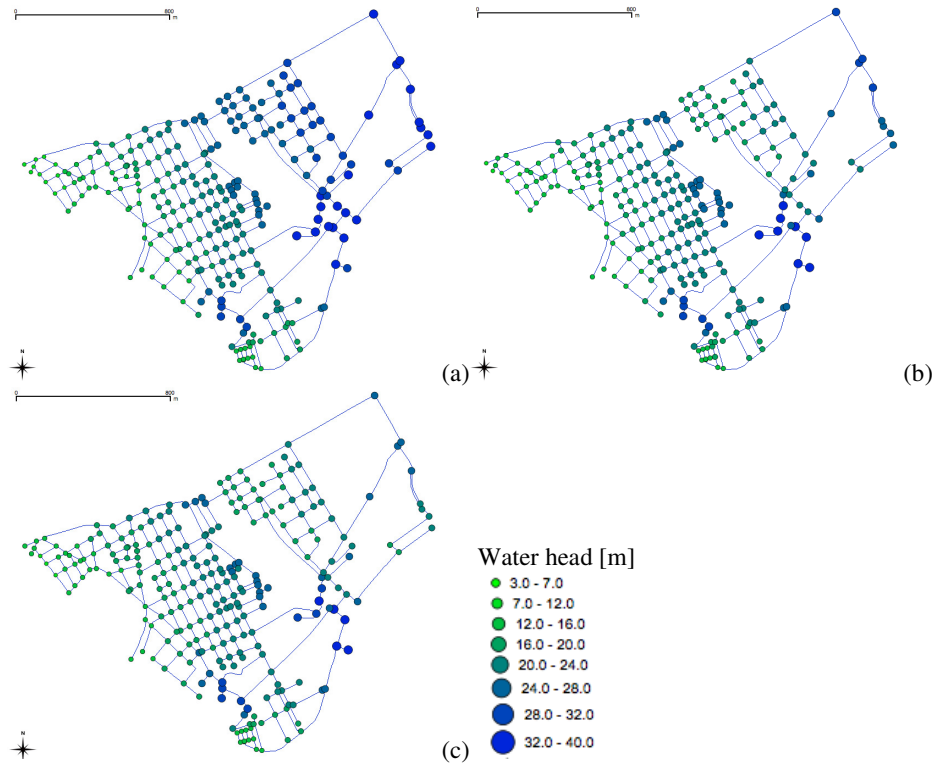 0 800
m
0 800
m
N
(a)
N
(b)
0 800
m
Water head [m]
3.0 - 7.0
7.0 - 12.0
12.0 - 16.0
16.0 - 20.0
20.0 - 24.0
24.0 - 28.0
28.0 - 32.0
32.0 - 40.0
N
(c)